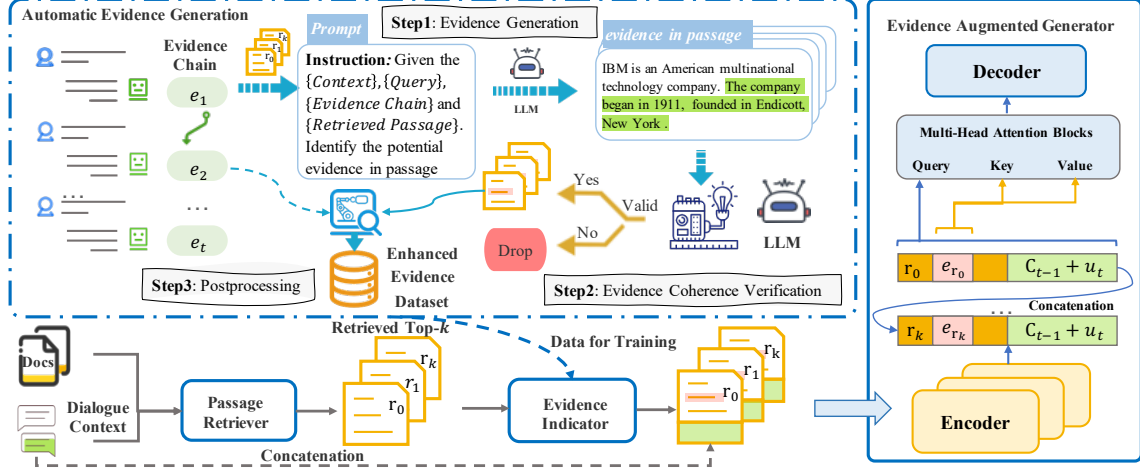 Automatic Evidence Generation
Evidence
Chain
e1
e2
...
...
et
r0
r1
rk
Prompt
Instruction: Given the
{Context},{Query},
{Evidence Chain} and
{Retrieved Passage}.
Identify the potential
evidence in passage
Step1: Evidence Generation
LLM
evidence in passage
IBM is an American multinational
technology company. The company
began in 1911, founded in Endicott,
New York .
Yes
No
Valid
Drop
LLM
Enhanced
Evidence
Dataset
Step3: Postprocessing
Step2: Evidence Coherence Verification
Docs
Dialogue
Context
Passage
Retriever
Retrieved Top-k
rk
r1
r0
Data for Training
Evidence
Indicator
rk
r1
r0
Concatenation
Evidence Augmented Generator
Decoder
Multi-Head Attention Blocks
Query Key Value
r0 er0 Ct−1 + ut
Concatenation
...
rk erk Ct−1 + ut
Encoder